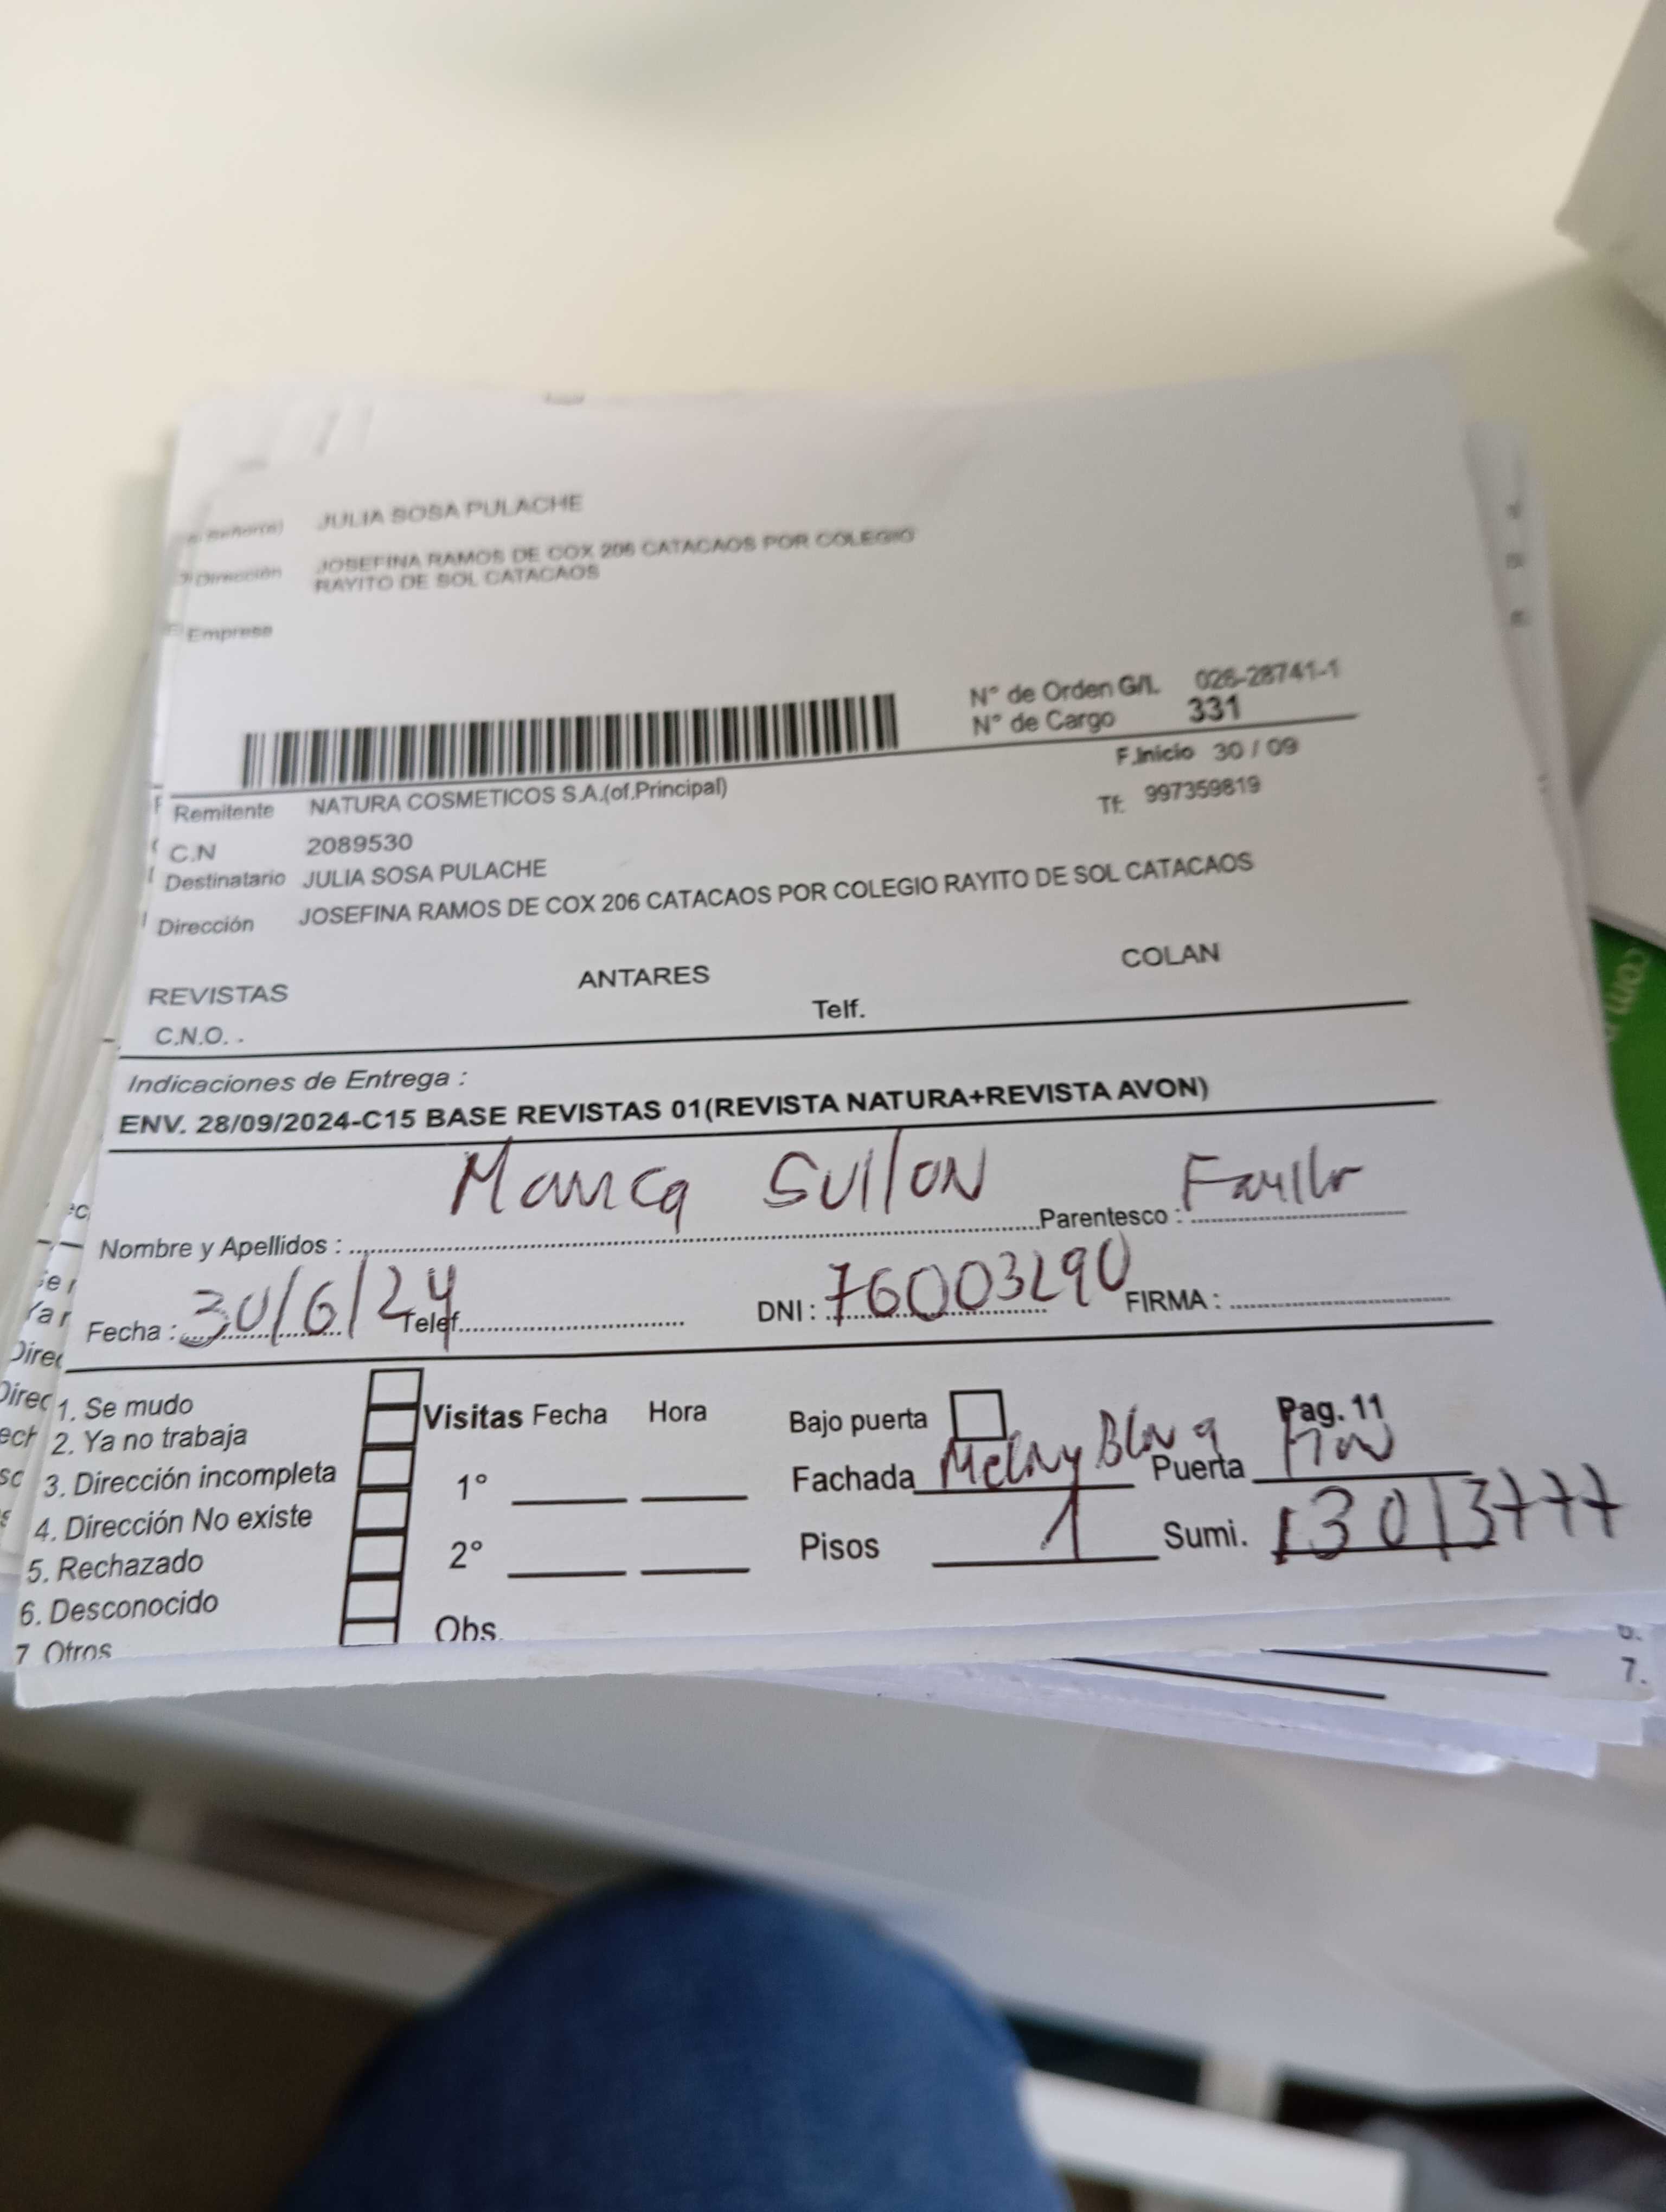 JULIA SOSA PULACHE
Dirección JOSEFINA RAMOS DE COX 206 CATACAOS POR COLEGIO
RAYITO DE SOL CATACAOS
Empresa
N° de Orden G/L 026-28741-1
N° de Cargo 331
F.Inicio 30 / 09
Remitente NATURA COSMETICOS S.A.(of.Principal) Tf: 997359819
C.N 2089530
Destinatario JULIA SOSA PULACHE
Dirección JOSEFINA RAMOS DE COX 206 CATACAOS POR COLEGIO RAYITO DE SOL CATACAOS
REVISTAS ANTARES COLAN
C.N.O. . Telf.
Indicaciones de Entrega :
ENV. 28/09/2024-C15 BASE REVISTAS 01(REVISTA NATURA+REVISTA AVON)
Nombre y Apellidos : Sullon Parentesco :
Fecha : 30/6/24 Telef. DNI : 76003290 FIRMA :
1. Se mudo
2. Ya no trabaja
3. Dirección incompleta
4. Dirección No existe
5. Rechazado
6. Desconocido
7 Otros
Visitas Fecha Hora
1°
2°
Obs.
Bajo puerta Pag. 11
Fachada Puerta
Pisos 1 Sumi.
7.